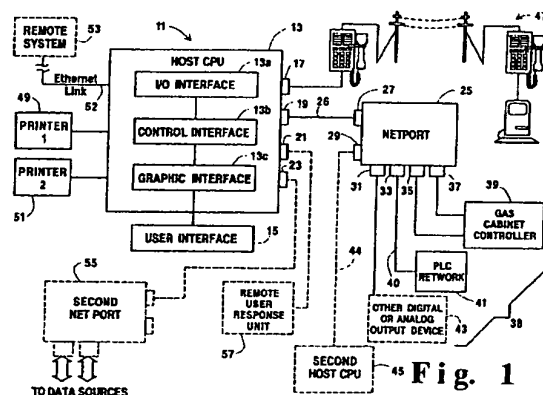 REMOTE SYSTEM
53
11
13
HOST CPU
13a
I/O INTERFACE
17
47
Ethernet Link
52
49
PRINTER 1
13b
CONTROL INTERFACE
19
26
27
25
NETPORT
21
29
PRINTER 2
51
13c
GRAPHIC INTERFACE
23
31
33
35
37
39
GAS CABINET CONTROLLER
15
USER INTERFACE
44
40
PLC NETWORK
41
55
SECOND NET PORT
REMOTE USER RESPONSE UNIT
57
OTHER DIGITAL OR ANALOG OUTPUT DEVICE
43
38
SECOND HOST CPU
45
TO DATA SOURCES
Fig. 1